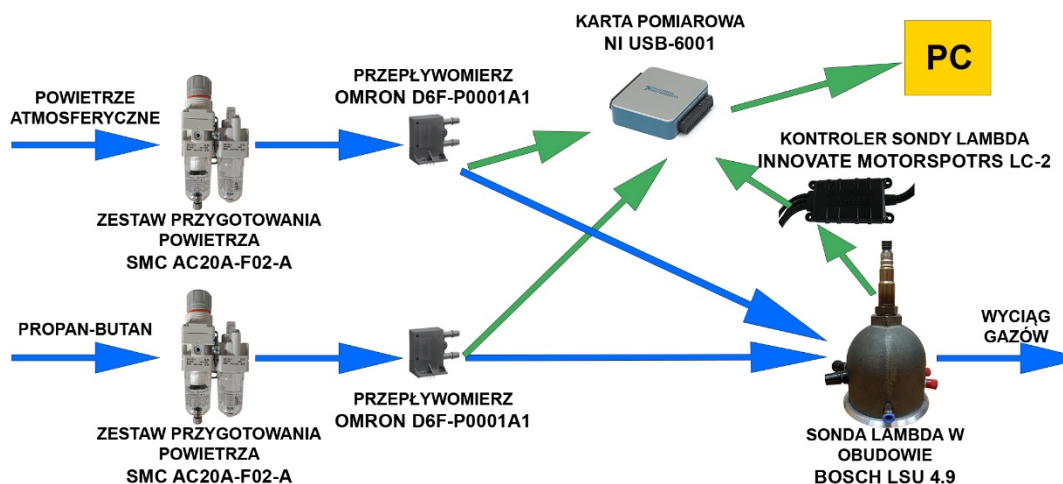 KARTA POMIAROWA
NI USB-6001
PC
POWIETRZE
ATMOSFERYCZNE
PRZEPŁYWOMIERZ
OMRON D6F-P0001A1
KONTROLER SONDY LAMBDA
INNOVATE MOTORSPOTRS LC-2
ZESTAW PRZYGOTOWANIA
POWIETRZA
SMC AC20A-F02-A
PROPAN-BUTAN
WYCIĄG
GAZÓW
PRZEPŁYWOMIERZ
OMRON D6F-P0001A1
ZESTAW PRZYGOTOWANIA
POWIETRZA
SMC AC20A-F02-A
SONDA LAMBDA W
OBUDOWIE
BOSCH LSU 4.9